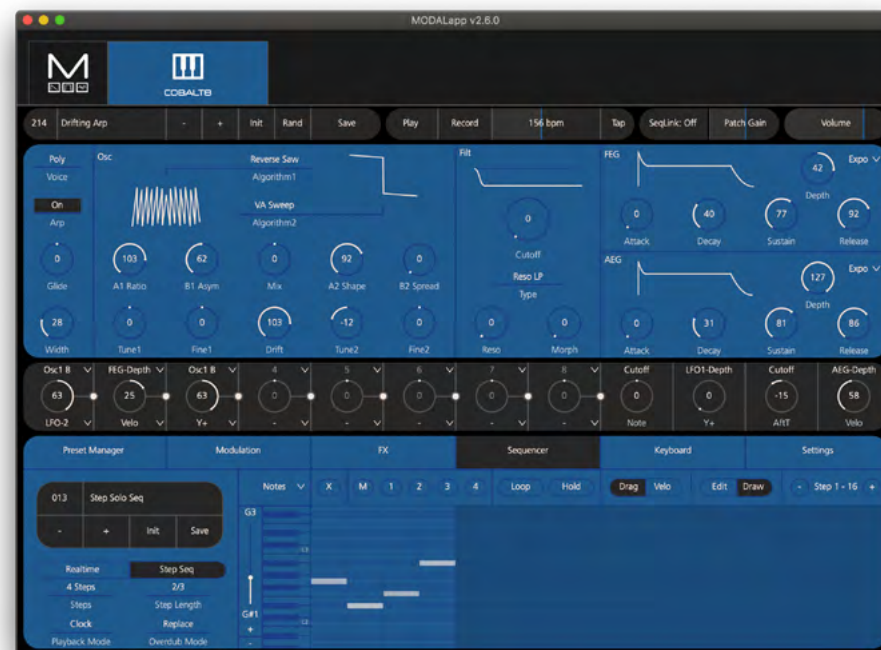 MODALapp v2.6.0
M
COBALT8
214 Drifting Arp - + Init Rand Save Play Record 156 bpm Tap SeqLink: Off Patch Gain Volume
Poly
Voice
On
Arp
0
Glide
28
Width
Osc
Reverse Saw
Algorithm1
VA Sweep
Algorithm2
103 62 0 92 0
A1 Ratio B1 Asym Mix A2 Shape B2 Spread
0 0 103 -12 0
Tune1 Fine1 Drift Tune2 Fine2
Filt
0
Cutoff
Reso LP
Type
0 0
Reso Morph
FEG
42 Expo
Depth
0 40 77 92
Attack Decay Sustain Release
AEG
127 Expo
Depth
0 31 81 86
Attack Decay Sustain Release
Osc1 B FEG-Depth Osc1 B 4 5 6 7 8 Cutoff LFO1-Depth Cutoff AEG-Depth
63 25 63 0 0 0 0 0 0 0 -15 58
LFO-2 Velo Y+ - - - - - Note Y+ AftT Velo
Preset Manager Modulation FX Sequencer Keyboard Settings
013 Step Solo Seq
- + Init Save
Realtime Step Seq
4 Steps 2/3
Steps Step Length
Clock Replace
Playback Mode Overdub Mode
Notes X M 1 2 3 4 Loop Hold Drag Velo Edit Draw - Step 1 - 16 +
G3
C3
G#1
C2
+
-